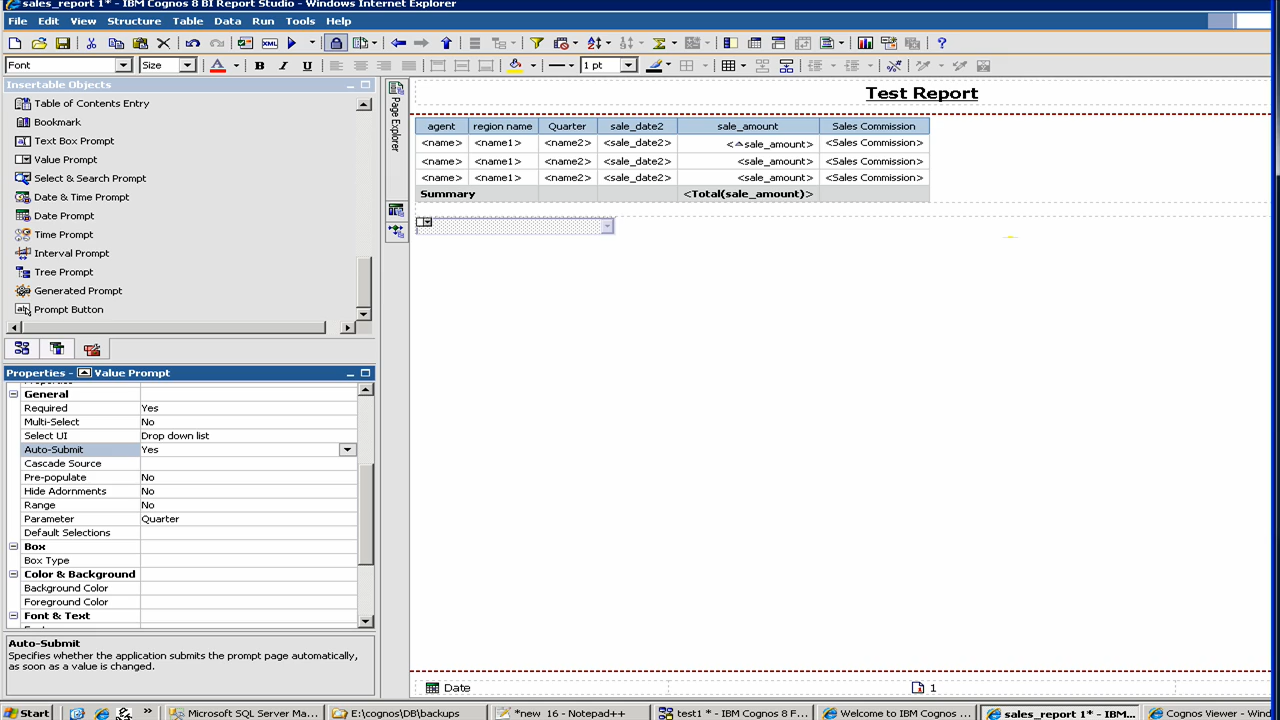 sales_report 1* - IBM Cognos 8 BI Report Studio - Windows Internet Explorer
File Edit View Structure Table Data Run Tools Help
XML
Font Size A B I U 1 pt
Insertable Objects
Table of Contents Entry
Bookmark
Text Box Prompt
Value Prompt
Select & Search Prompt
Date & Time Prompt
Date Prompt
Time Prompt
Interval Prompt
Tree Prompt
Generated Prompt
Prompt Button
Properties - Value Prompt
General
Required Yes
Multi-Select No
Select UI Drop down list
Auto-Submit Yes
Cascade Source
Pre-populate No
Hide Adornments No
Range No
Parameter Quarter
Default Selections
Box
Box Type
Color & Background
Background Color
Foreground Color
Font & Text
Auto-Submit
Specifies whether the application submits the prompt page automatically,
as soon as a value is changed.
Page Explorer
Test Report
agent region name Quarter sale_date2 sale_amount Sales Commission
<name> <name1> <name2> <sale_date2> <sale_amount> <Sales Commission>
<name> <name1> <name2> <sale_date2> <sale_amount> <Sales Commission>
<name> <name1> <name2> <sale_date2> <sale_amount> <Sales Commission>
Summary <Total(sale_amount)>
Date 1
Start Microsoft SQL Server Ma... E:\cognos\DB\backups *new 16 - Notepad++ test1 * - IBM Cognos 8 F... Welcome to IBM Cognos ... sales_report 1* - IBM... Cognos Viewer - Wind